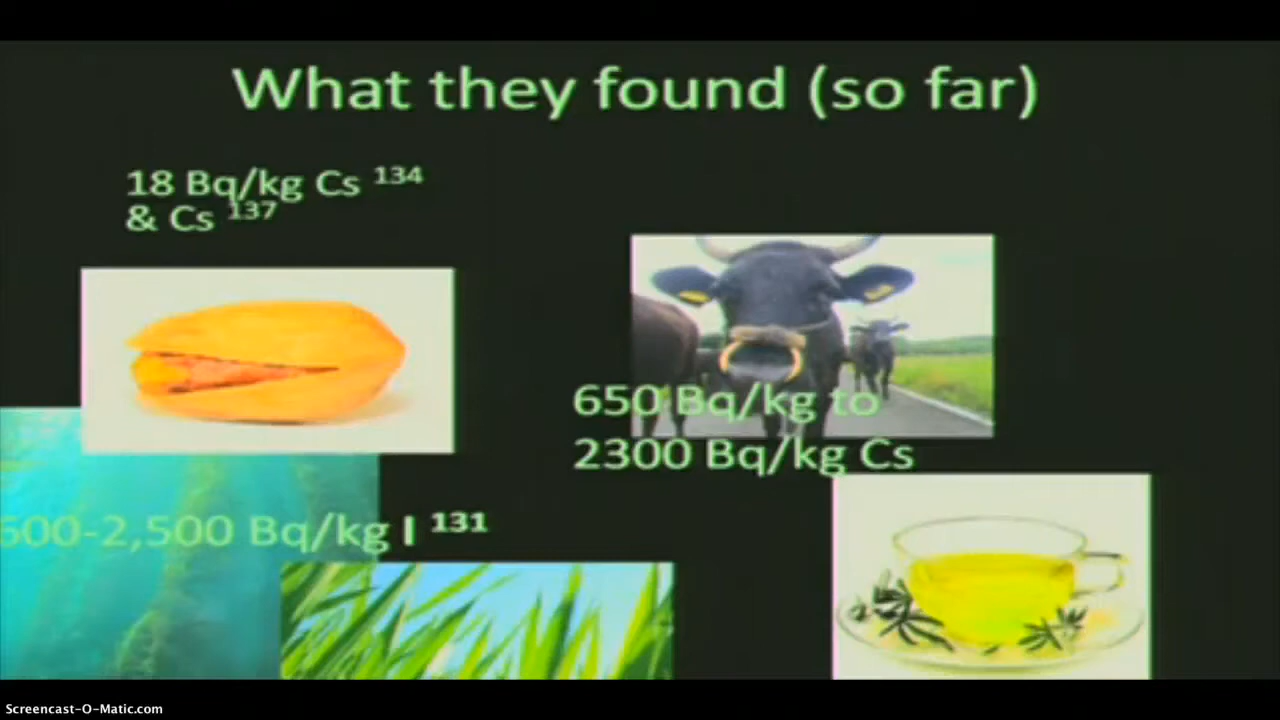 What they found (so far)
18 Bq/kg Cs 134
& Cs 137
650 Bq/kg to
2300 Bq/kg Cs
600-2,500 Bq/kg I 131
Screencast-O-Matic.com